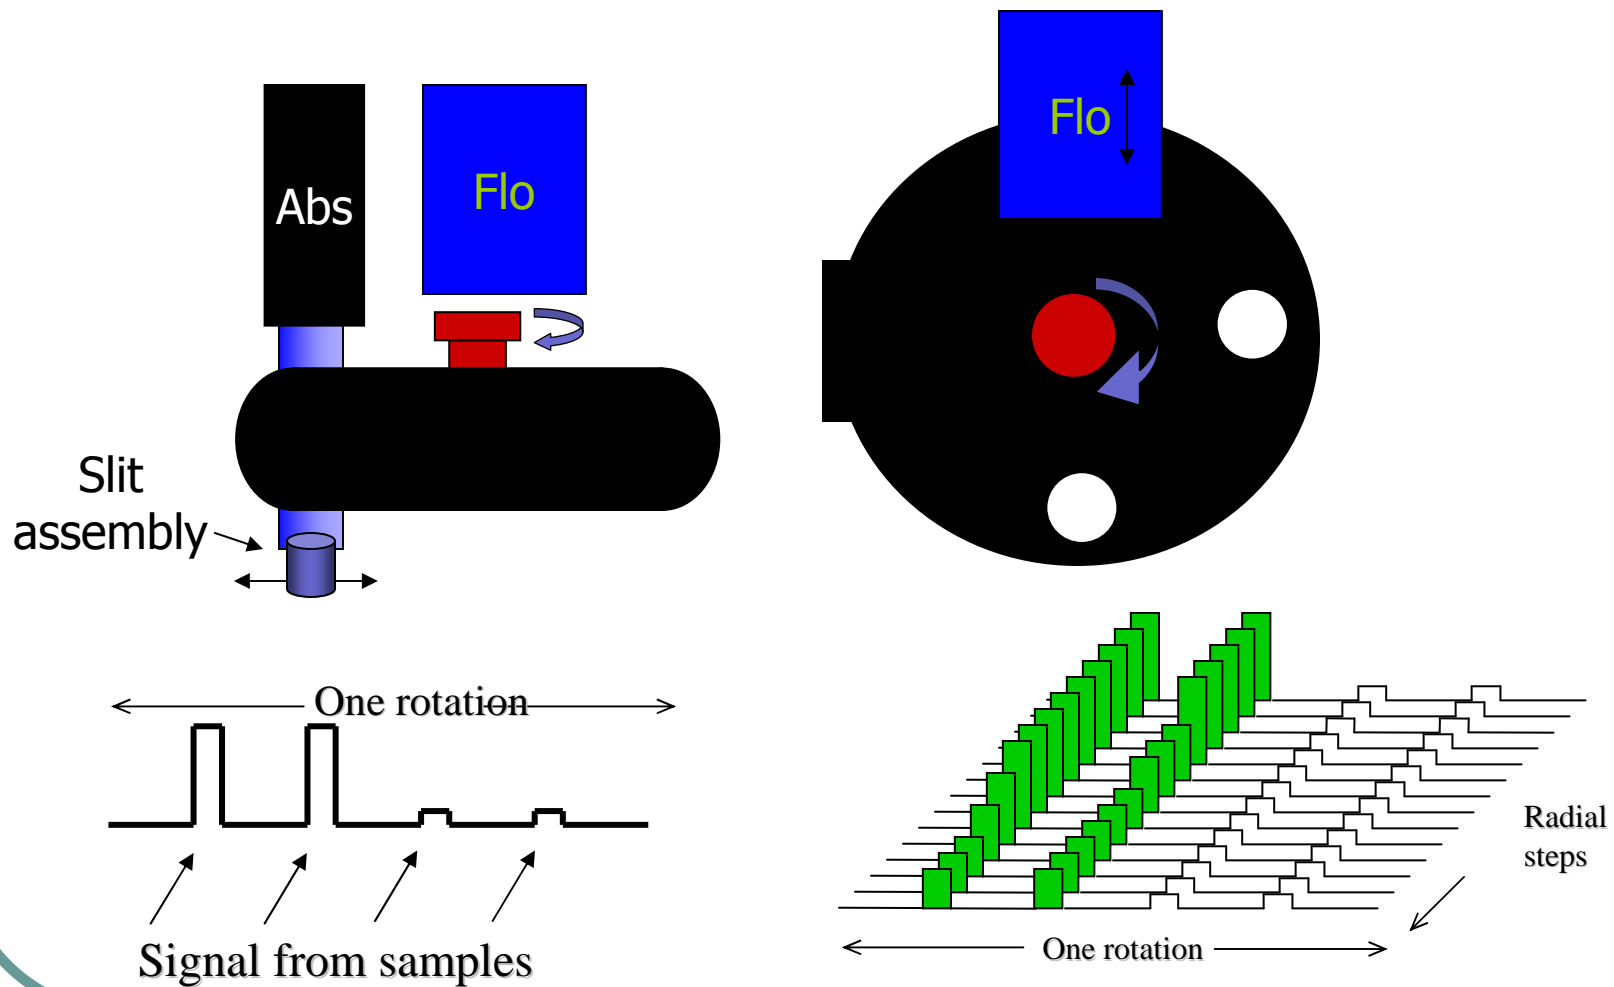 Abs
Flo
Flo
Slit
assembly
One rotation
Signal from samples
Radial
steps
One rotation